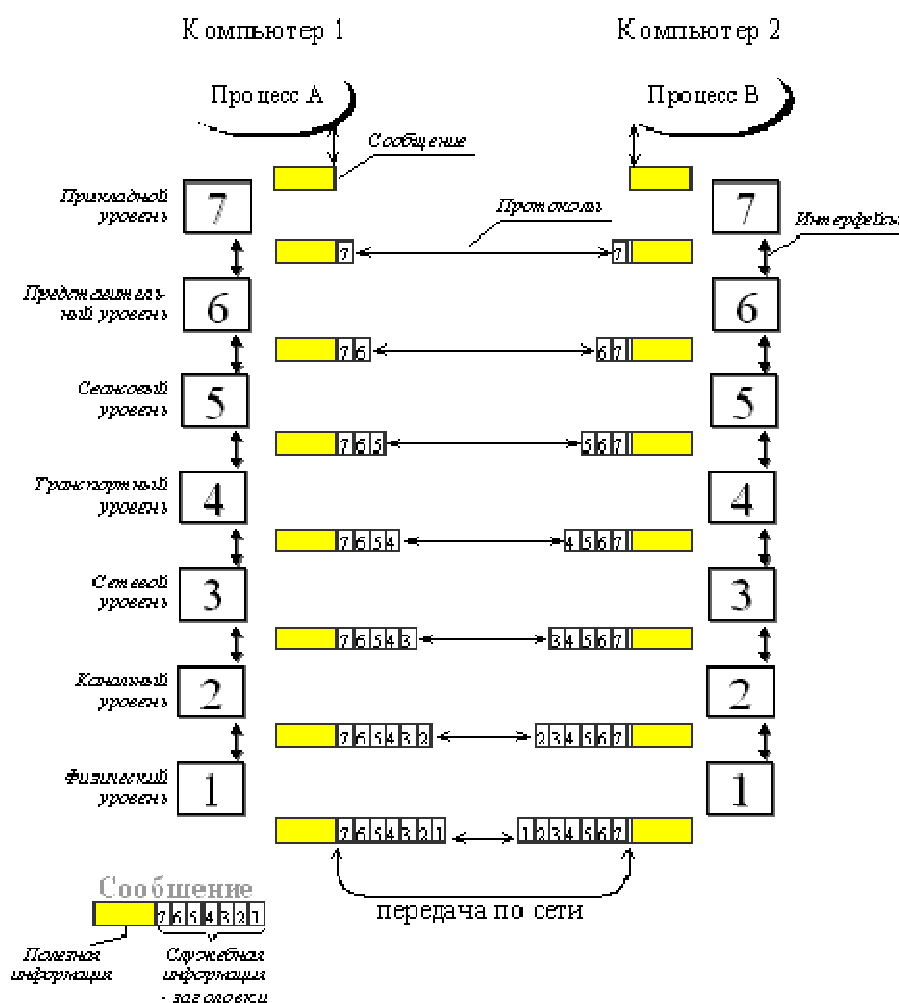 Компьютер 1
Компьютер 2
Процесс A
Процесс B
Сообщение
Прикладной
уровень
7
7
Протоколы
Интерфейсы
7
7
Представитель-
ный уровень
6
6
7 6
6 7
Сеансовый
уровень
5
5
7 6 5
5 6 7
Транспортный
уровень
4
4
7 6 5 4
4 5 6 7
Сетевой
уровень
3
3
7 6 5 4 3
3 4 5 6 7
Канальный
уровень
2
2
7 6 5 4 3 2
2 3 4 5 6 7
Физический
уровень
1
1
7 6 5 4 3 2 1
1 2 3 4 5 6 7
передача по сети
Сообщение
7 6 5 4 3 2 1
Полезная
информация
Служебная
информация
- заголовки